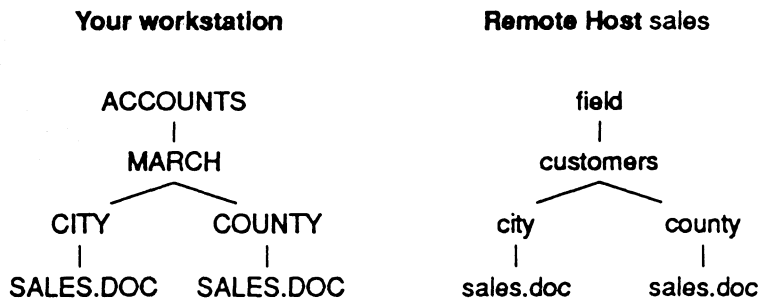 Your workstation Remote Host sales
ACCOUNTS field
MARCH customers
CITY COUNTY city county
SALES.DOC SALES.DOC sales.doc sales.doc